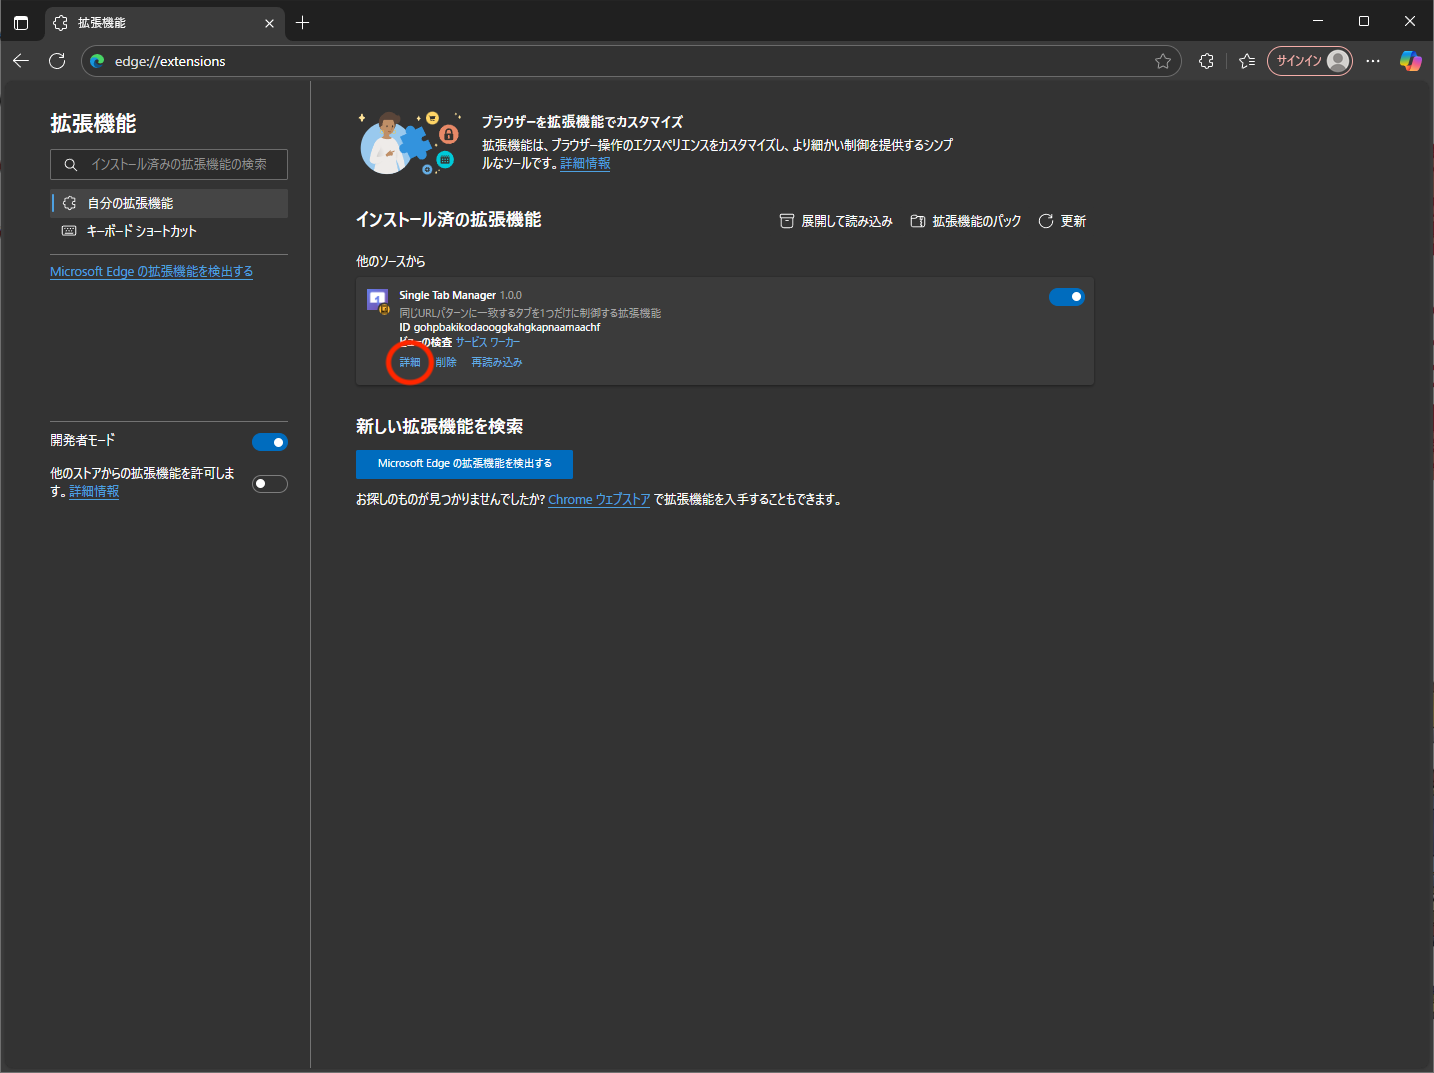 拡張機能
edge://extensions
サインイン
拡張機能
インストール済みの拡張機能の検索
自分の拡張機能
キーボード ショートカット
Microsoft Edge の拡張機能を検出する
開発者モード
他のストアからの拡張機能を許可しま
す。詳細情報
ブラウザーを拡張機能でカスタマイズ
拡張機能は、ブラウザー操作のエクスペリエンスをカスタマイズし、より細かい制御を提供するシンプ
ルなツールです。詳細情報
インストール済の拡張機能
展開して読み込み
拡張機能のパック
更新
他のソースから
Single Tab Manager 1.0.0
同じURLパターンに一致するタブを1つだけに制御する拡張機能
ID gohpbakikodaooggkahgkapnaamaachf
ビューの検査 サービス ワーカー
詳細 削除 再読み込み
新しい拡張機能を検索
Microsoft Edge の拡張機能を検出する
お探しのものが見つかりませんでしたか? Chrome ウェブストア で拡張機能を入手することもできます。